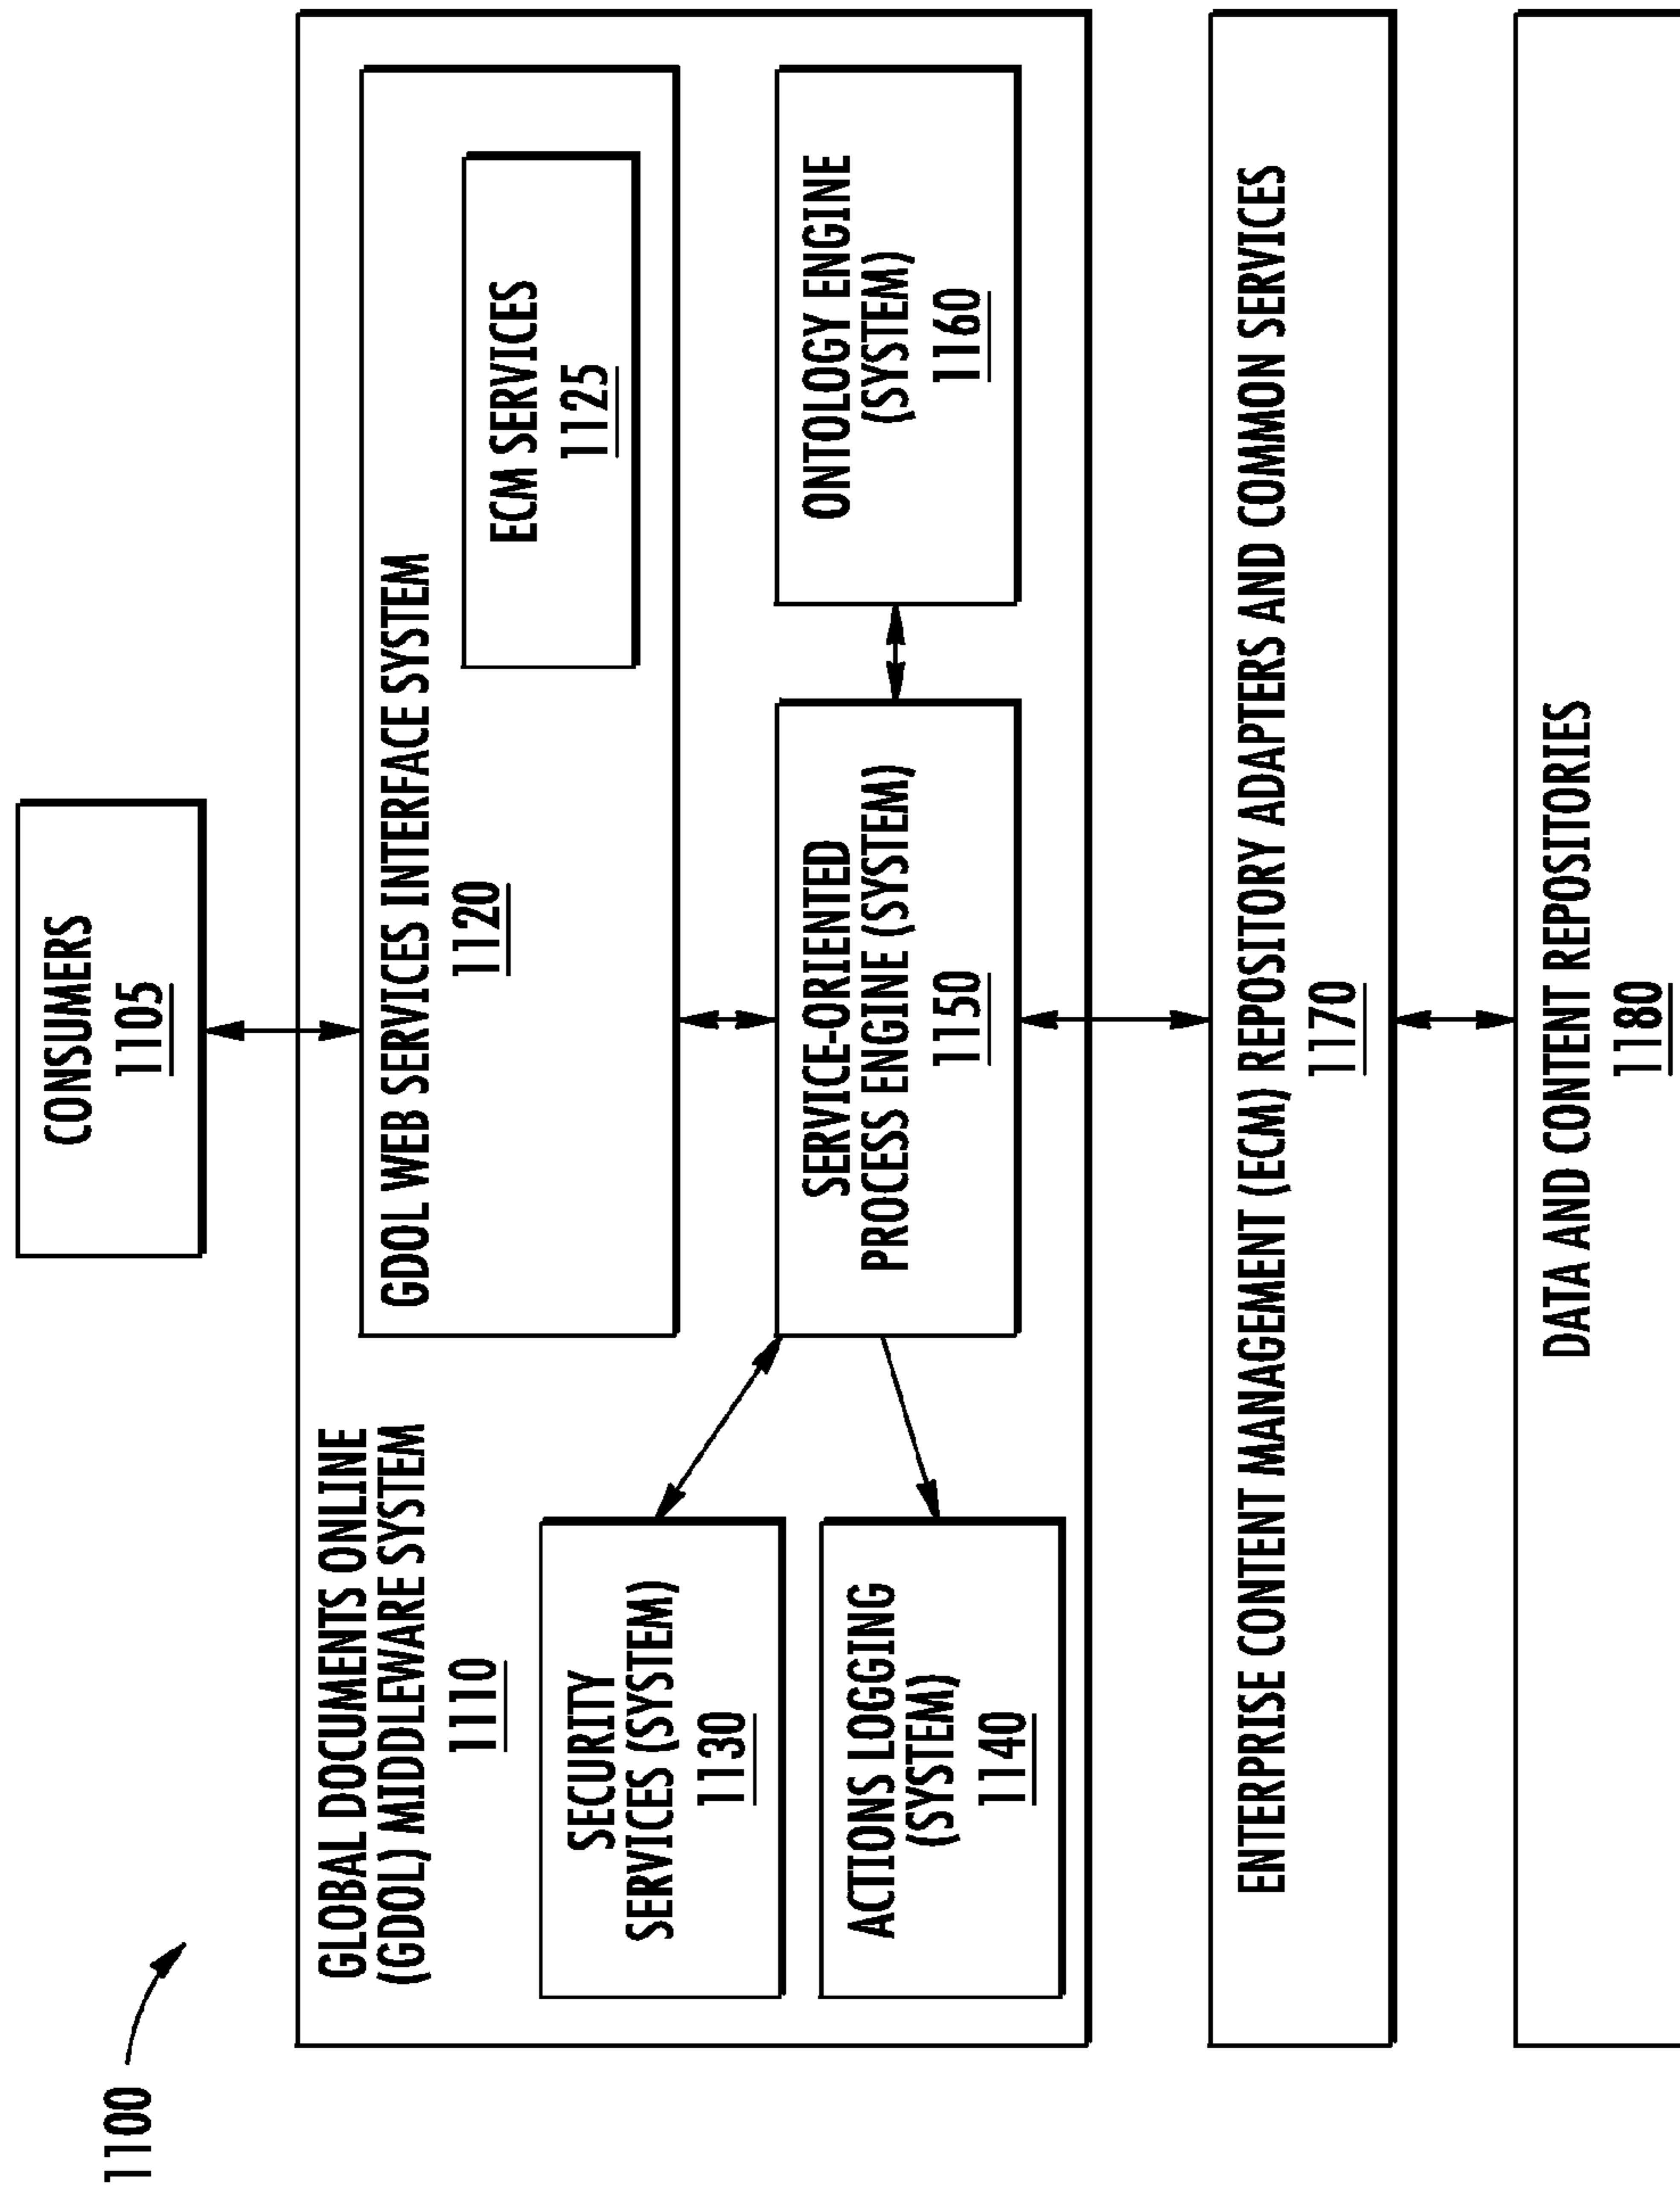 1100
CONSUMERS
1105
GLOBAL DOCUMENTS ONLINE
(GDOL) MIDDLEWARE SYSTEM
1110
GDOL WEB SERVICES INTERFACE SYSTEM
1120
ECM SERVICES
1125
SECURITY
SERVICES (SYSTEM)
1130
ACTIONS LOGGING
(SYSTEM)
1140
SERVICE-ORIENTED
PROCESS ENGINE (SYSTEM)
1150
ONTOLOGY ENGINE
(SYSTEM)
1160
ENTERPRISE CONTENT MANAGEMENT (ECM) REPOSITORY ADAPTERS AND COMMON SERVICES
1170
DATA AND CONTENT REPOSITORIES
1180